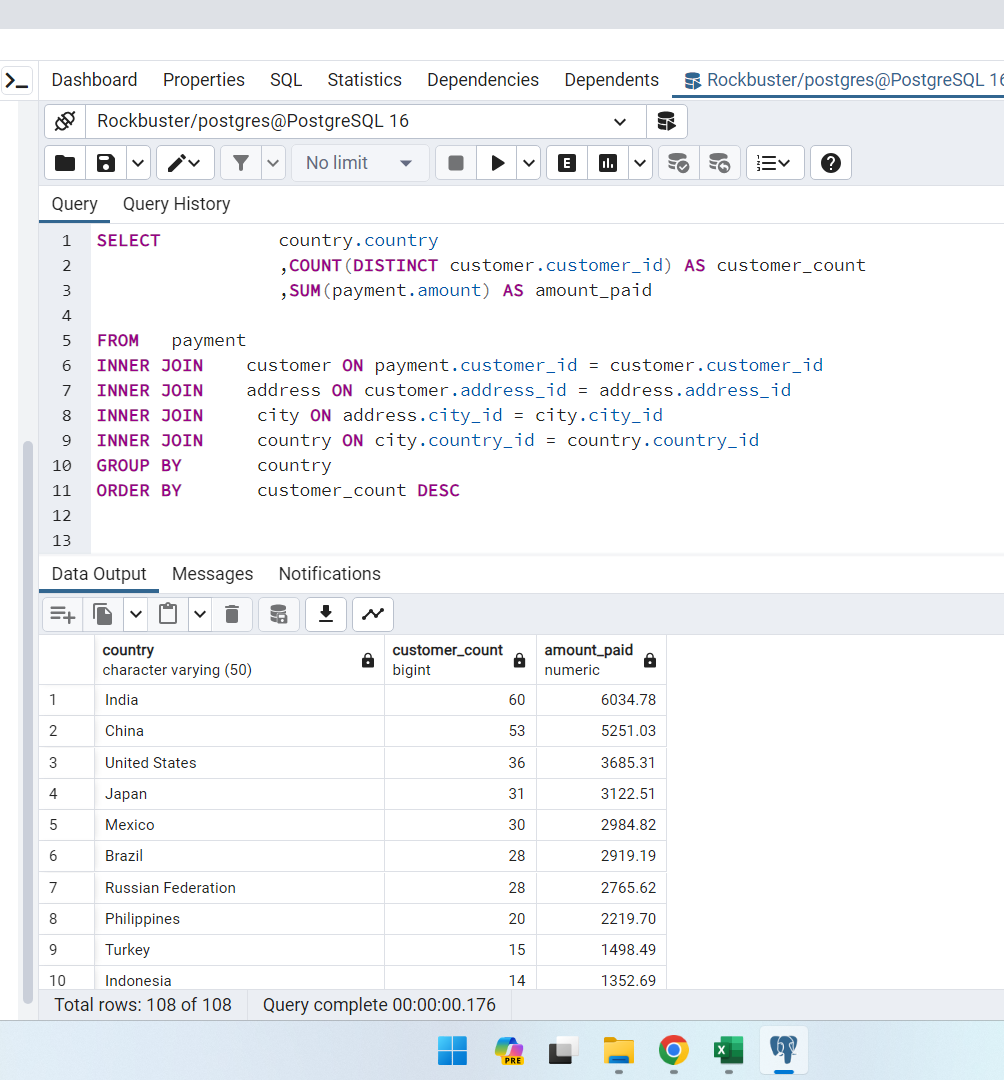 Dashboard Properties SQL Statistics Dependencies Dependents Rockbuster/postgres@PostgreSQL 16
Rockbuster/postgres@PostgreSQL 16
No limit E
Query Query History
1 SELECT country.country
2 ,COUNT(DISTINCT customer.customer_id) AS customer_count
3 ,SUM(payment.amount) AS amount_paid
4
5 FROM payment
6 INNER JOIN customer ON payment.customer_id = customer.customer_id
7 INNER JOIN address ON customer.address_id = address.address_id
8 INNER JOIN city ON address.city_id = city.city_id
9 INNER JOIN country ON city.country_id = country.country_id
10 GROUP BY country
11 ORDER BY customer_count DESC
12
13
Data Output Messages Notifications
country customer_count amount_paid
character varying (50) bigint numeric
1 India 60 6034.78
2 China 53 5251.03
3 United States 36 3685.31
4 Japan 31 3122.51
5 Mexico 30 2984.82
6 Brazil 28 2919.19
7 Russian Federation 28 2765.62
8 Philippines 20 2219.70
9 Turkey 15 1498.49
10 Indonesia 14 1352.69
Total rows: 108 of 108 Query complete 00:00:00.176
PRE